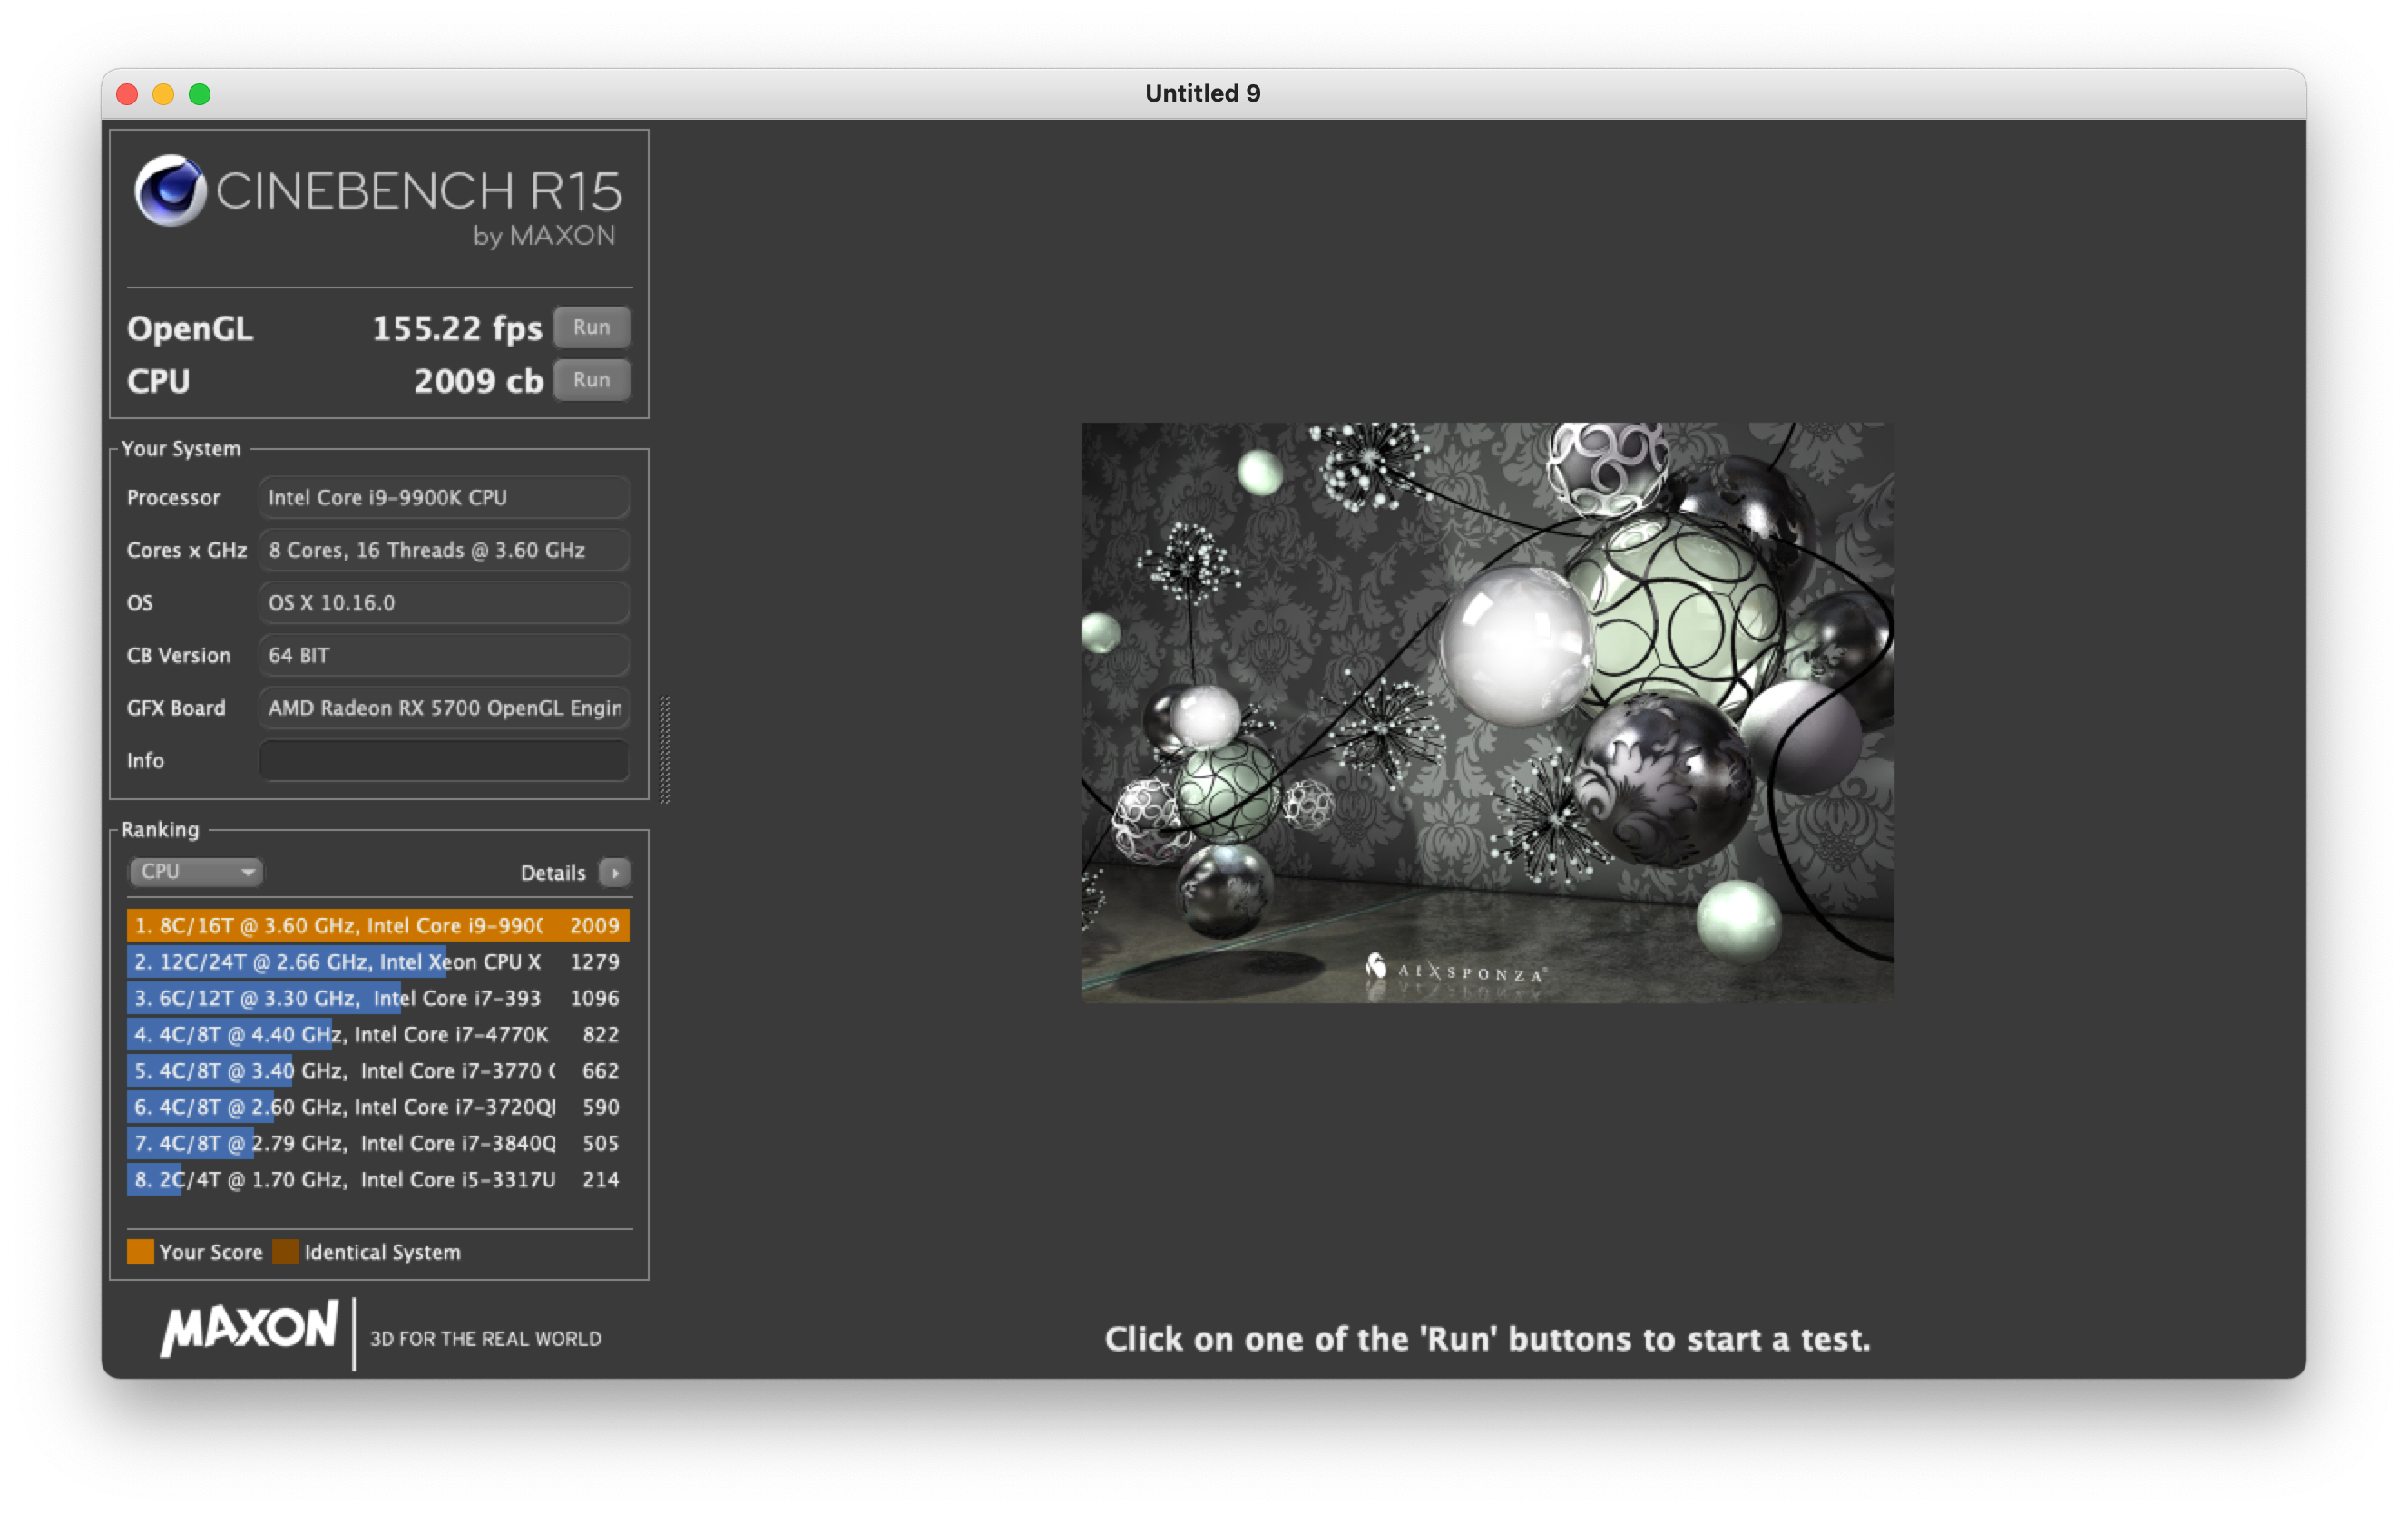 Untitled 9
CINEBENCH R15
by MAXON
OpenGL 155.22 fps Run
CPU 2009 cb Run
Your System
Processor Intel Core i9-9900K CPU
Cores x GHz 8 Cores, 16 Threads @ 3.60 GHz
OS OS X 10.16.0
CB Version 64 BIT
GFX Board AMD Radeon RX 5700 OpenGL Engin
Info
Ranking
CPU Details
1. 8C/16T @ 3.60 GHz, Intel Core i9-990( 2009
2. 12C/24T @ 2.66 GHz, Intel Xeon CPU X 1279
3. 6C/12T @ 3.30 GHz, Intel Core i7-393 1096
4. 4C/8T @ 4.40 GHz, Intel Core i7-4770K 822
5. 4C/8T @ 3.40 GHz, Intel Core i7-3770 ( 662
6. 4C/8T @ 2.60 GHz, Intel Core i7-3720Q 590
7. 4C/8T @ 2.79 GHz, Intel Core i7-3840Q 505
8. 2C/4T @ 1.70 GHz, Intel Core i5-3317U 214
Your Score Identical System
MAXON 3D FOR THE REAL WORLD
AIXSPONZA
Click on one of the 'Run' buttons to start a test.